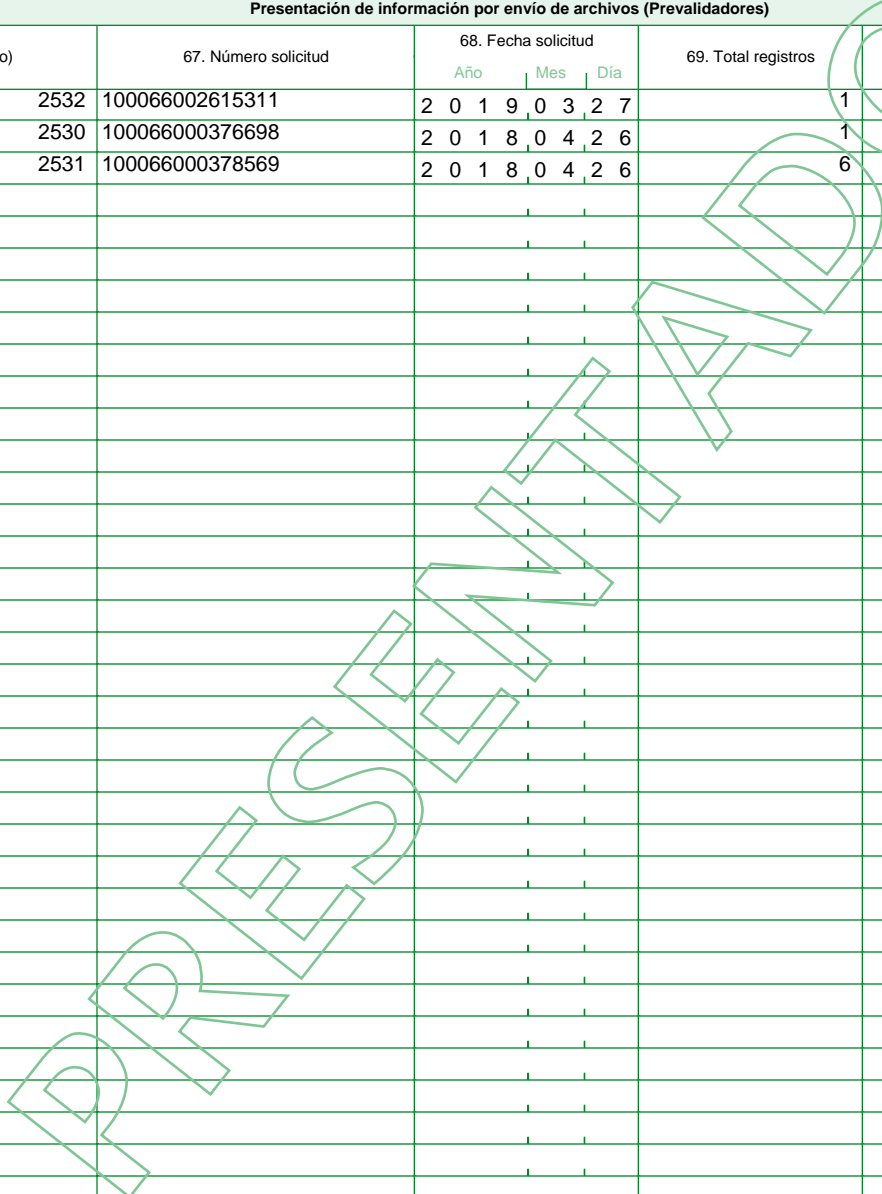 Presentación de información por envío de archivos (Prevalidadores)
o) 67. Número solicitud 68. Fecha solicitud 69. Total registros
Año Mes Día
2532 100066002615311 2 0 1 9 0 3 2 7 1
2530 100066000376698 2 0 1 8 0 4 2 6 1
2531 100066000378569 2 0 1 8 0 4 2 6 6
PRESENTADO